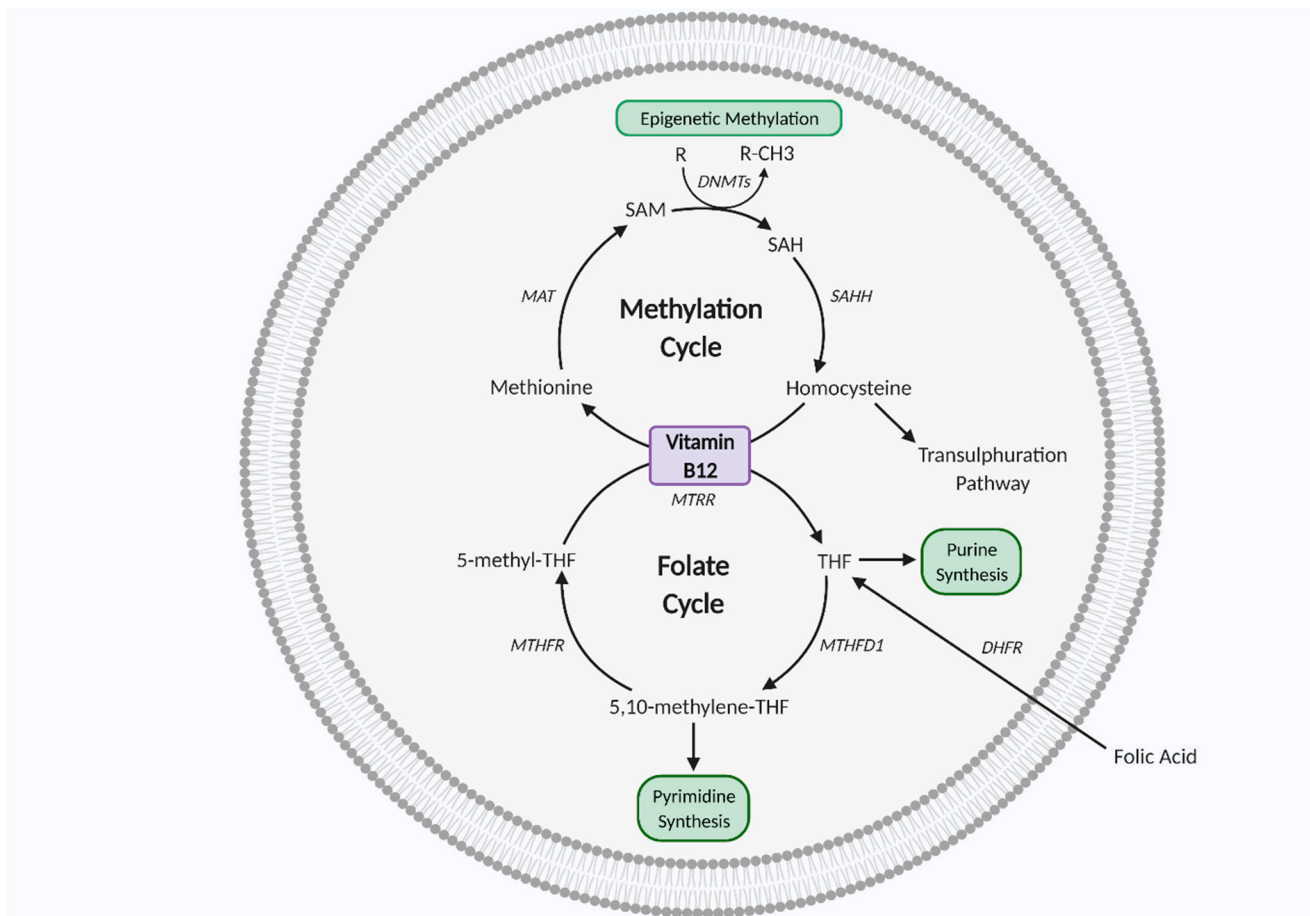 Epigenetic Methylation
R
R-CH3
DNMTs
SAM
SAH
MAT
SAHH
Methylation
Cycle
Methionine
Homocysteine
Vitamin
B12
Transulphuration
Pathway
MTRR
5-methyl-THF
Folate
Cycle
THF
Purine
Synthesis
MTHFR
MTHFD1
DHFR
5,10-methylene-THF
Folic Acid
Pyrimidine
Synthesis